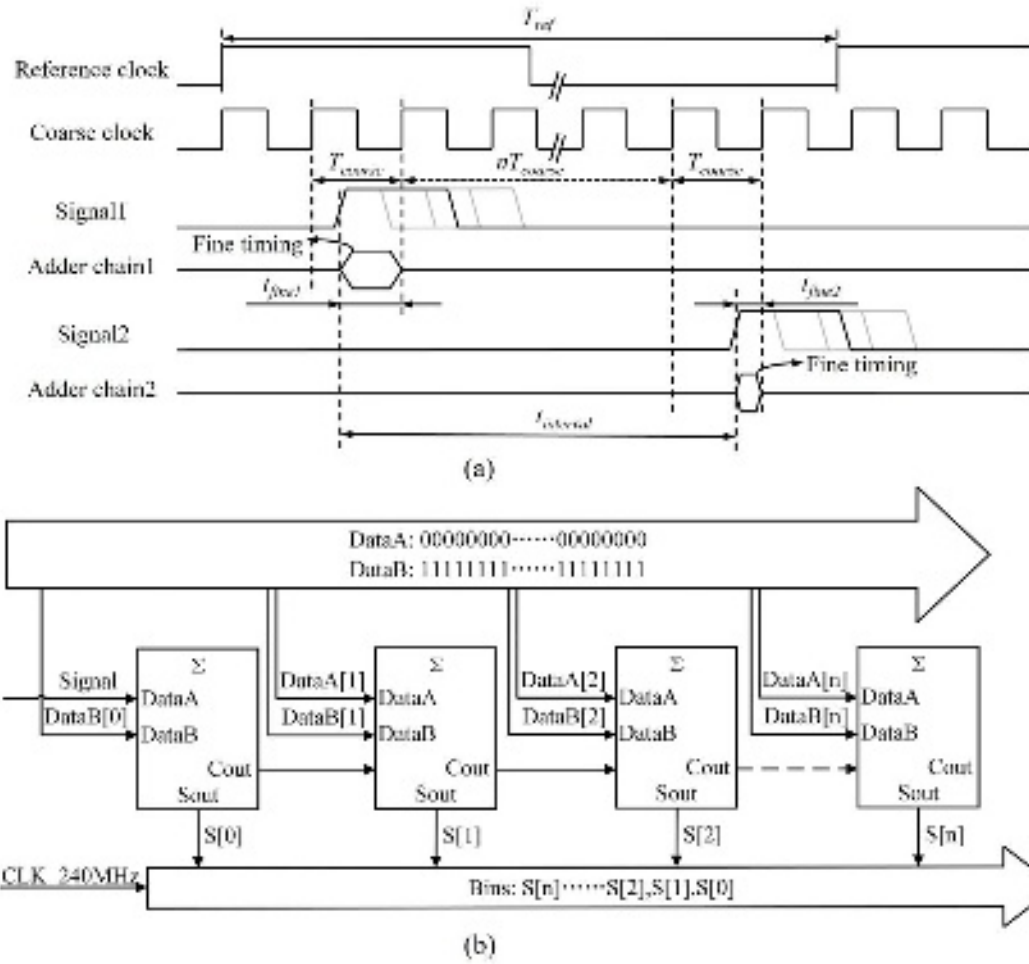 T_ref
Reference clock
Coarse clock
T_coarse nT_coarse T_coarse
Signal1
Fine timing
Adder chain1
t_fine1 t_fine2
Signal2
Fine timing
Adder chain2
t_interval
(a)
DataA: 00000000······00000000
DataB: 11111111······11111111
Σ Σ Σ Σ
Signal DataA[1] DataA[2] DataA[n]
DataA DataA DataA DataA
DataB[0] DataB[1] DataB[2] DataB[n]
DataB DataB DataB DataB
Cout Cout Cout Cout
Sout Sout Sout Sout
S[0] S[1] S[2] S[n]
CLK_240MHz
Bins: S[n]······S[2],S[1],S[0]
(b)